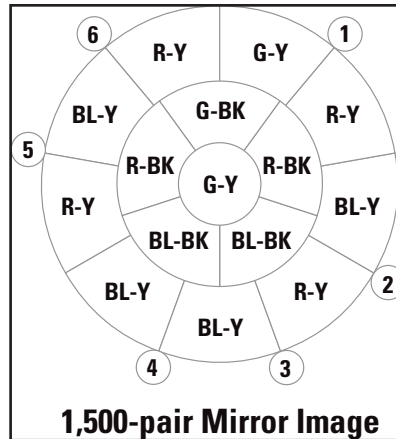 6 R-Y G-Y 1
BL-Y G-BK R-Y
5 R-BK G-Y R-BK
R-Y BL-Y
BL-BK BL-BK
BL-Y R-Y 2
BL-Y
4 3
1,500-pair Mirror Image